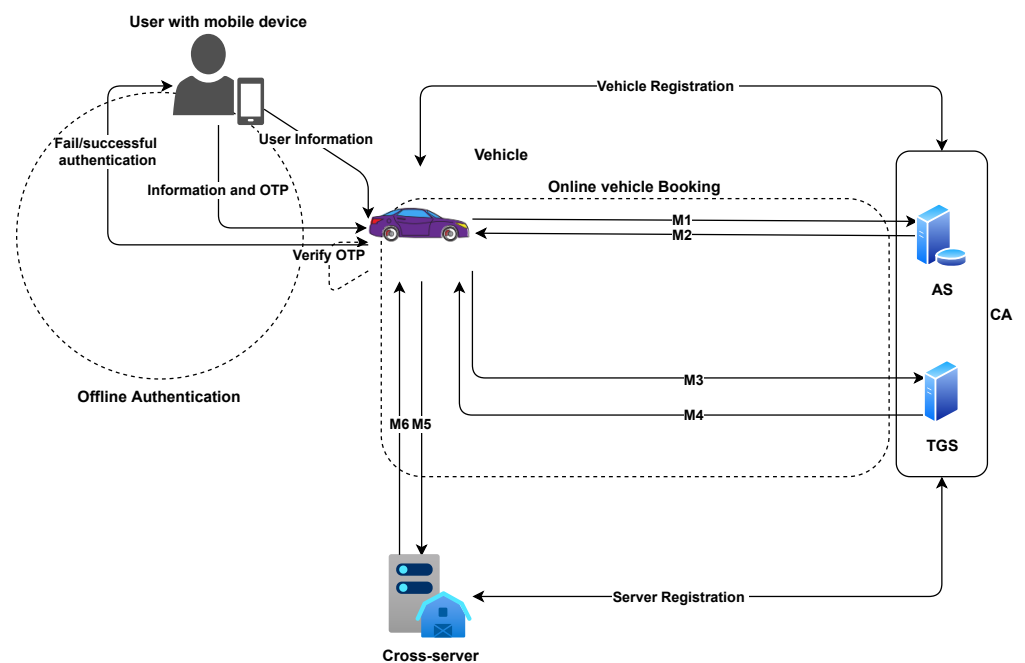 User with mobile device
Vehicle Registration
User Information
Fail/successful
authentication
Vehicle
Information and OTP
Online vehicle Booking
M1
M2
Verify OTP
AS
CA
M3
Offline Authentication
M4
M6
M5
TGS
Server Registration
Cross-server